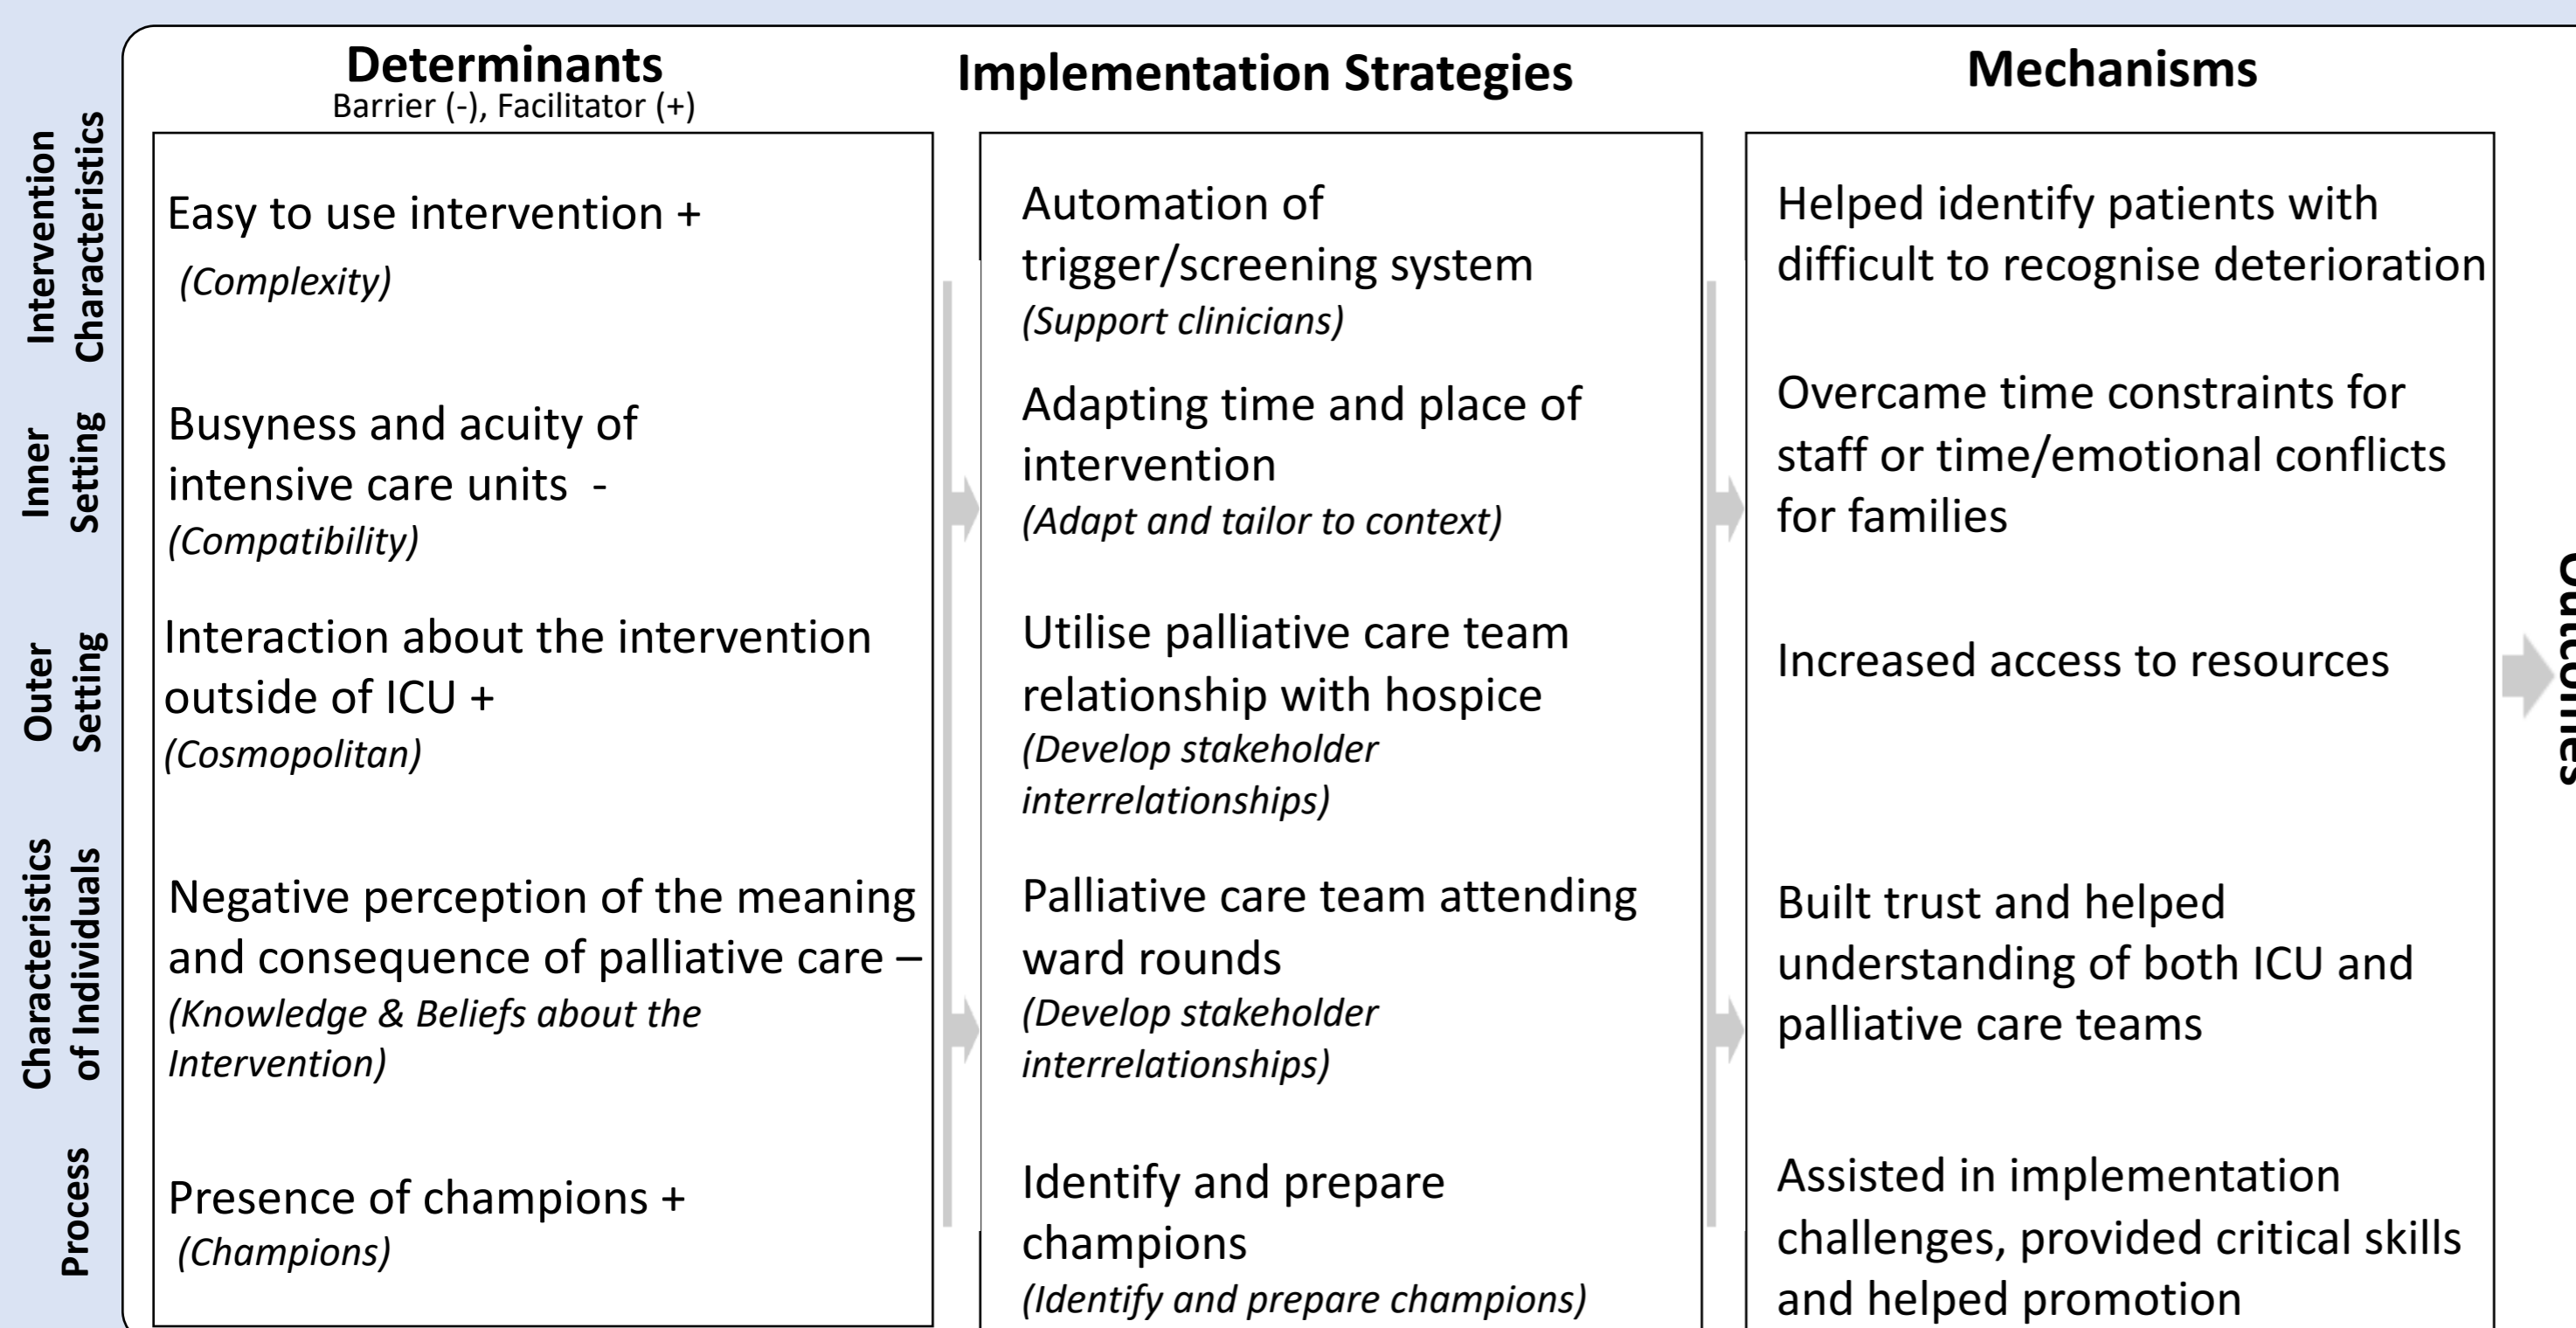 Determinants
Barrier (-), Facilitator (+)
Implementation Strategies
Mechanisms
Intervention
Characteristics
Easy to use intervention +
(Complexity)
Automation of
trigger/screening system
(Support clinicians)
Helped identify patients with
difficult to recognise deterioration
Inner
Setting
Busyness and acuity of
intensive care units -
(Compatibility)
Adapting time and place of
intervention
(Adapt and tailor to context)
Overcame time constraints for
staff or time/emotional conflicts
for families
Outer
Setting
Interaction about the intervention
outside of ICU +
(Cosmopolitan)
Utilise palliative care team
relationship with hospice
(Develop stakeholder
interrelationships)
Increased access to resources
Characteristics
of Individuals
Negative perception of the meaning
and consequence of palliative care –
(Knowledge & Beliefs about the
Intervention)
Palliative care team attending
ward rounds
(Develop stakeholder
interrelationships)
Built trust and helped
understanding of both ICU and
palliative care teams
Process
Presence of champions +
(Champions)
Identify and prepare
champions
(Identify and prepare champions)
Assisted in implementation
challenges, provided critical skills
and helped promotion
Outcomes